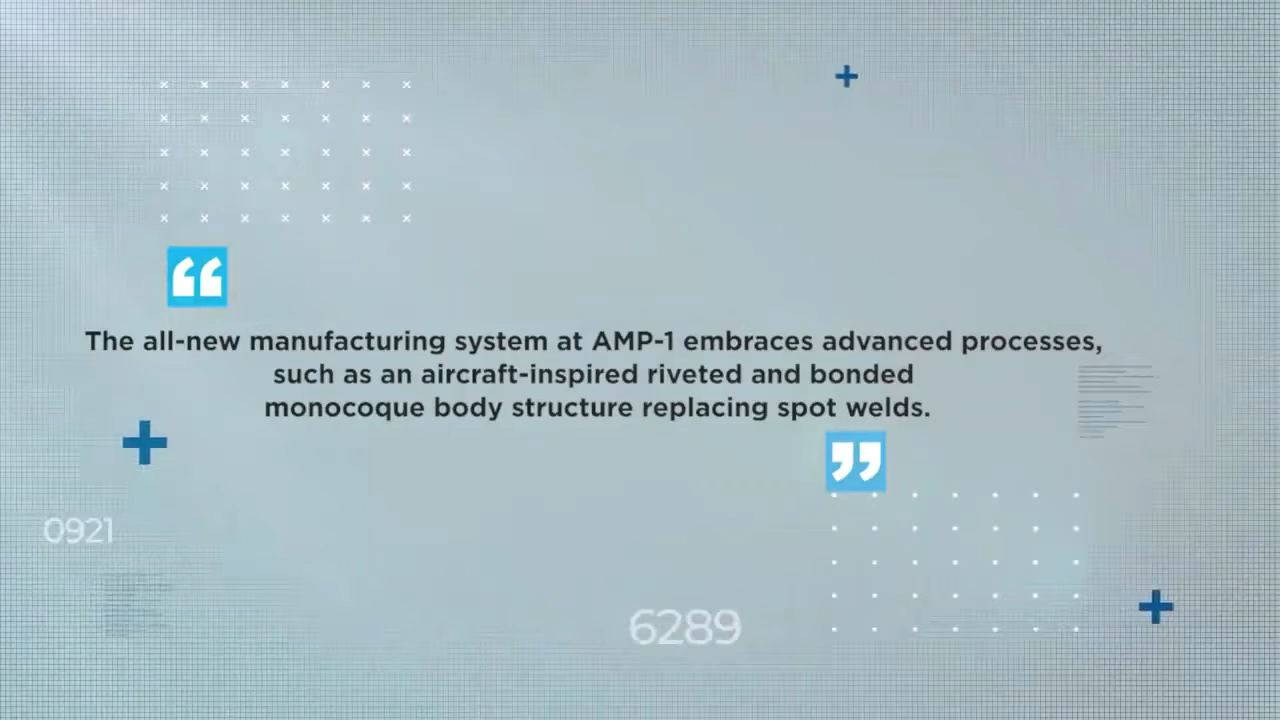 “
The all-new manufacturing system at AMP-1 embraces advanced processes,
such as an aircraft-inspired riveted and bonded
monocoque body structure replacing spot welds.
”
0921
6289